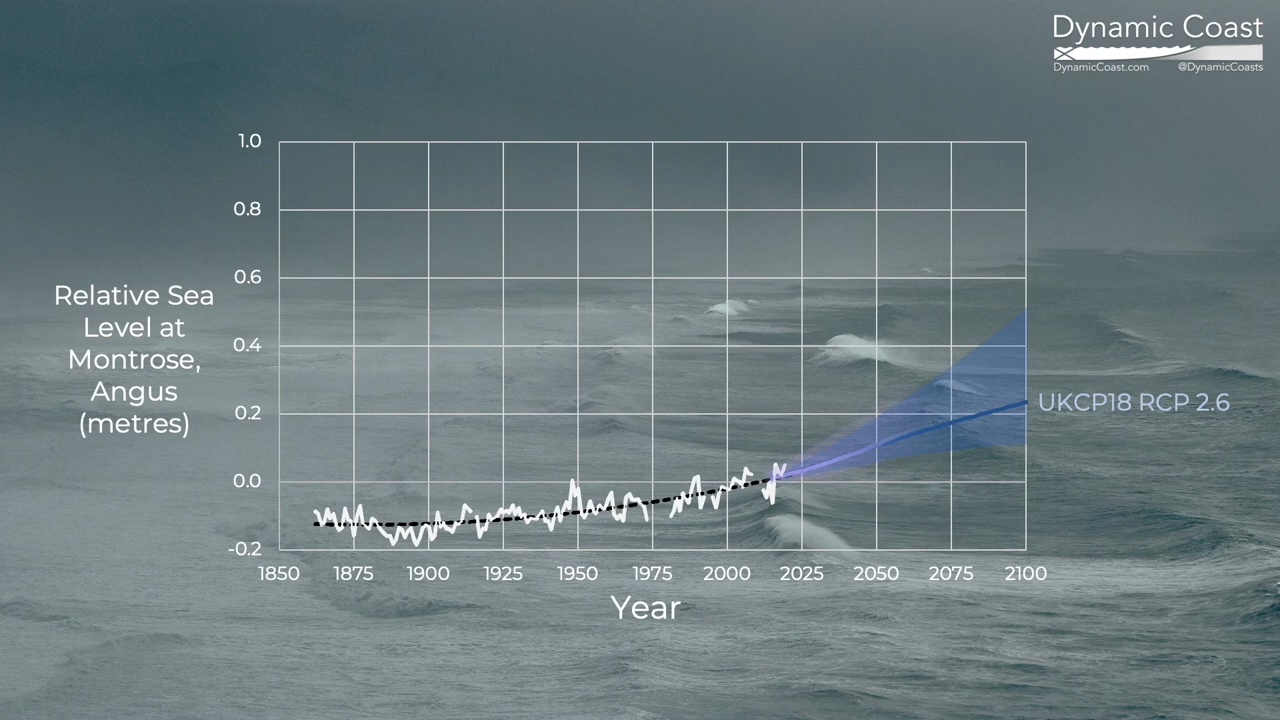 Dynamic Coast
DynamicCoast.com @DynamicCoasts
1.0
0.8
0.6
0.4
0.2
0.0
-0.2
Relative Sea
Level at
Montrose,
Angus
(metres)
UKCP18 RCP 2.6
1850 1875 1900 1925 1950 1975 2000 2025 2050 2075 2100
Year